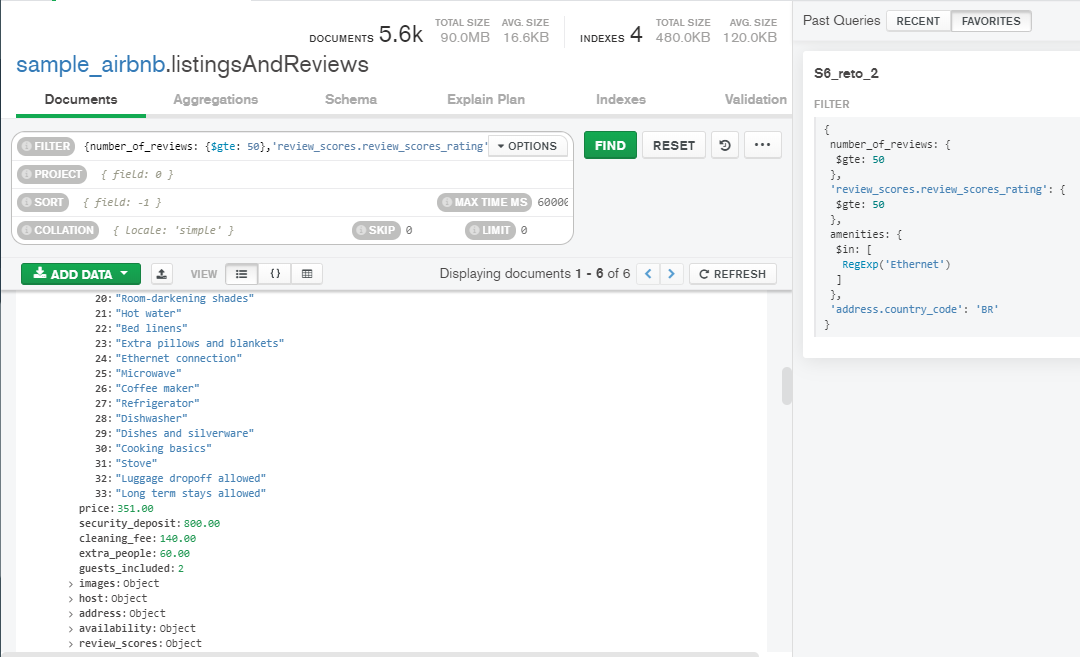 DOCUMENTS 5.6k TOTAL SIZE 90.0MB AVG. SIZE 16.6KB INDEXES 4 TOTAL SIZE 480.0KB AVG. SIZE 120.0KB
sample_airbnb.listingsAndReviews
Documents Aggregations Schema Explain Plan Indexes Validation
FILTER {number_of_reviews: {$gte: 50},'review_scores.review_scores_rating' OPTIONS FIND RESET ...
PROJECT { field: 0 }
SORT { field: -1 } MAX TIME MS 60000
COLLATION { locale: 'simple' } SKIP 0 LIMIT 0
ADD DATA VIEW {} Displaying documents 1 - 6 of 6 < > REFRESH
20: "Room-darkening shades"
21: "Hot water"
22: "Bed linens"
23: "Extra pillows and blankets"
24: "Ethernet connection"
25: "Microwave"
26: "Coffee maker"
27: "Refrigerator"
28: "Dishwasher"
29: "Dishes and silverware"
30: "Cooking basics"
31: "Stove"
32: "Luggage dropoff allowed"
33: "Long term stays allowed"
price: 351.00
security_deposit: 800.00
cleaning_fee: 140.00
extra_people: 60.00
guests_included: 2
> images: Object
> host: Object
> address: Object
> availability: Object
> review_scores: Object
Past Queries RECENT FAVORITES
S6_reto_2
FILTER
{
number_of_reviews: {
$gte: 50
},
'review_scores.review_scores_rating': {
$gte: 50
},
amenities: {
$in: [
RegExp('Ethernet')
]
},
'address.country_code': 'BR'
}